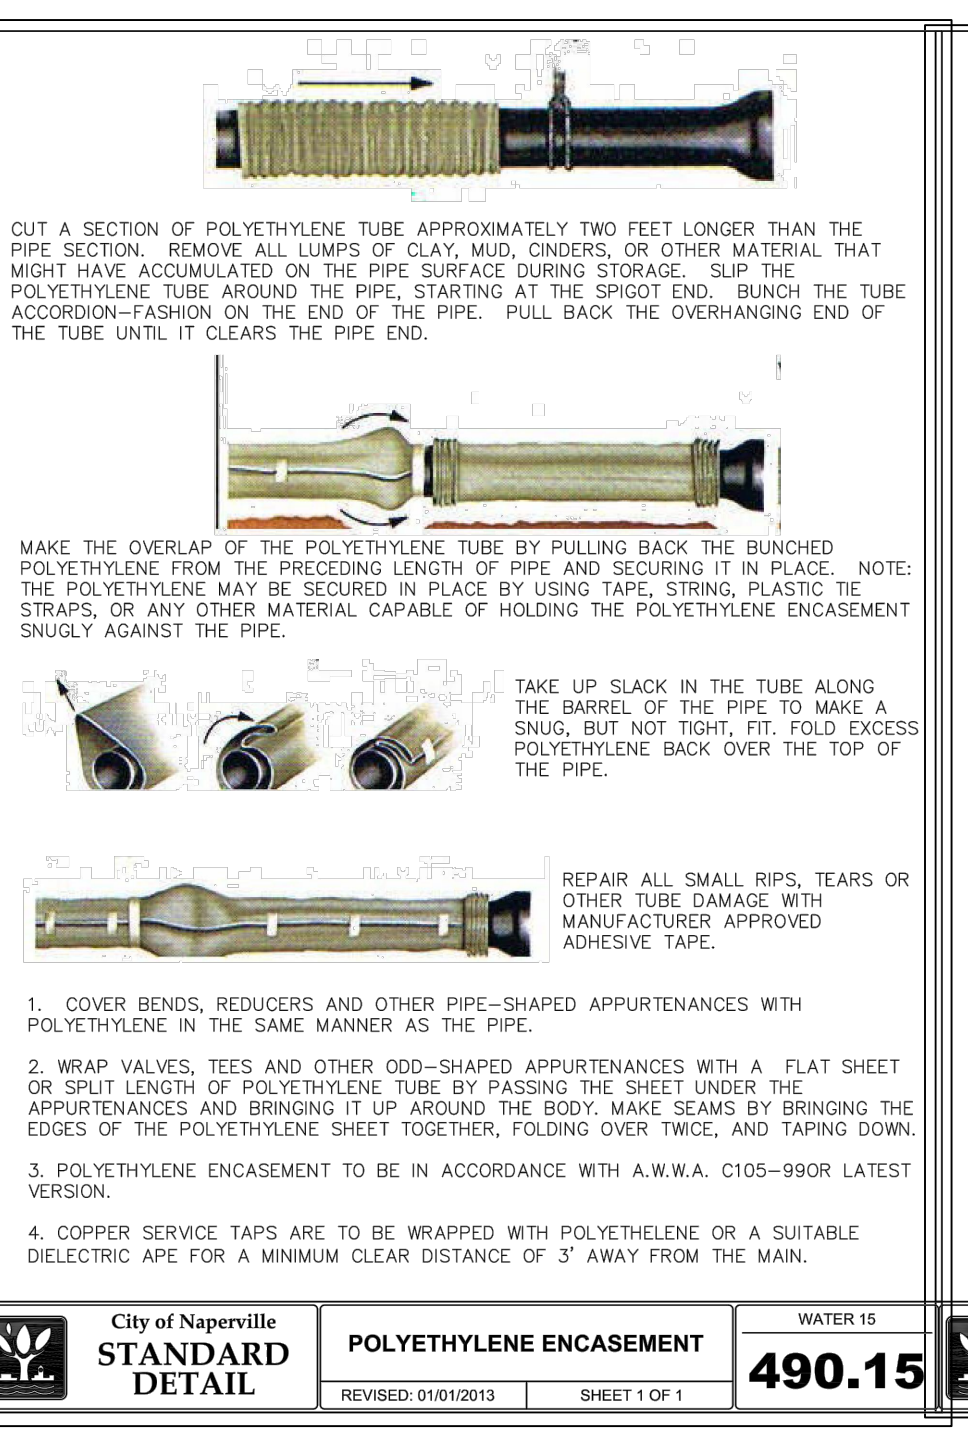 CUT A SECTION OF POLYETHYLENE TUBE APPROXIMATELY TWO FEET LONGER THAN THE
PIPE SECTION.  REMOVE ALL LUMPS OF CLAY, MUD, CINDERS, OR OTHER MATERIAL THAT
MIGHT HAVE ACCUMULATED ON THE PIPE SURFACE DURING STORAGE.  SLIP THE
POLYETHYLENE TUBE AROUND THE PIPE, STARTING AT THE SPIGOT END.  BUNCH THE TUBE
ACCORDION–FASHION ON THE END OF THE PIPE.  PULL BACK THE OVERHANGING END OF
THE TUBE UNTIL IT CLEARS THE PIPE END.
MAKE THE OVERLAP OF THE POLYETHYLENE TUBE BY PULLING BACK THE BUNCHED
POLYETHYLENE FROM THE PRECEDING LENGTH OF PIPE AND SECURING IT IN PLACE.  NOTE:
THE POLYETHYLENE MAY BE SECURED IN PLACE BY USING TAPE, STRING, PLASTIC TIE
STRAPS, OR ANY OTHER MATERIAL CAPABLE OF HOLDING THE POLYETHYLENE ENCASEMENT
SNUGLY AGAINST THE PIPE.
TAKE UP SLACK IN THE TUBE ALONG
THE BARREL OF THE PIPE TO MAKE A
SNUG, BUT NOT TIGHT, FIT. FOLD EXCESS
POLYETHYLENE BACK OVER THE TOP OF
THE PIPE.
REPAIR ALL SMALL RIPS, TEARS OR
OTHER TUBE DAMAGE WITH
MANUFACTURER APPROVED
ADHESIVE TAPE.
1.  COVER BENDS, REDUCERS AND OTHER PIPE–SHAPED APPURTENANCES WITH
POLYETHYLENE IN THE SAME MANNER AS THE PIPE.
2. WRAP VALVES, TEES AND OTHER ODD–SHAPED APPURTENANCES WITH A  FLAT SHEET
OR SPLIT LENGTH OF POLYETHYLENE TUBE BY PASSING THE SHEET UNDER THE
APPURTENANCES AND BRINGING IT UP AROUND THE BODY. MAKE SEAMS BY BRINGING THE
EDGES OF THE POLYETHYLENE SHEET TOGETHER, FOLDING OVER TWICE, AND TAPING DOWN.
3. POLYETHYLENE ENCASEMENT TO BE IN ACCORDANCE WITH A.W.W.A. C105–99OR LATEST
VERSION.
4. COPPER SERVICE TAPS ARE TO BE WRAPPED WITH POLYETHELENE OR A SUITABLE
DIELECTRIC APE FOR A MINIMUM CLEAR DISTANCE OF 3' AWAY FROM THE MAIN.
City of Naperville
STANDARD
DETAIL
POLYETHYLENE ENCASEMENT
REVISED: 01/01/2013
SHEET 1 OF 1
WATER 15
490.15